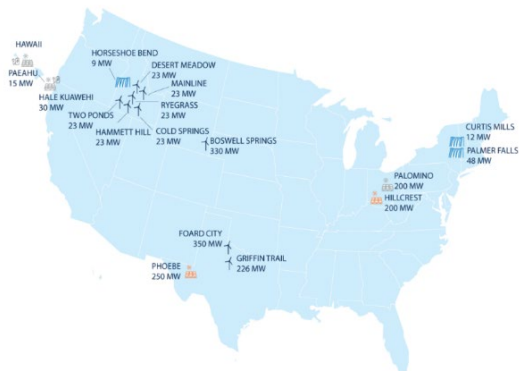 HAWAII
PAEAHU
15 MW
HALE KUAWEHI
30 MW
HORSESHOE BEND
9 MW
DESERT MEADOW
23 MW
MAINLINE
23 MW
RYEGRASS
23 MW
TWO PONDS
23 MW
HAMMETT HILL
23 MW
COLD SPRINGS
23 MW
BOSWELL SPRINGS
330 MW
CURTIS MILLS
12 MW
PALMER FALLS
48 MW
PALOMINO
200 MW
HILLCREST
200 MW
FOARD CITY
350 MW
GRIFFIN TRAIL
226 MW
PHOEBE
250 MW